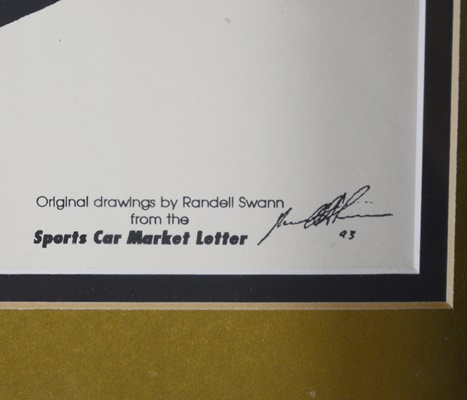 Original drawings by Randell Swann
from the
Sports Car Market Letter
93